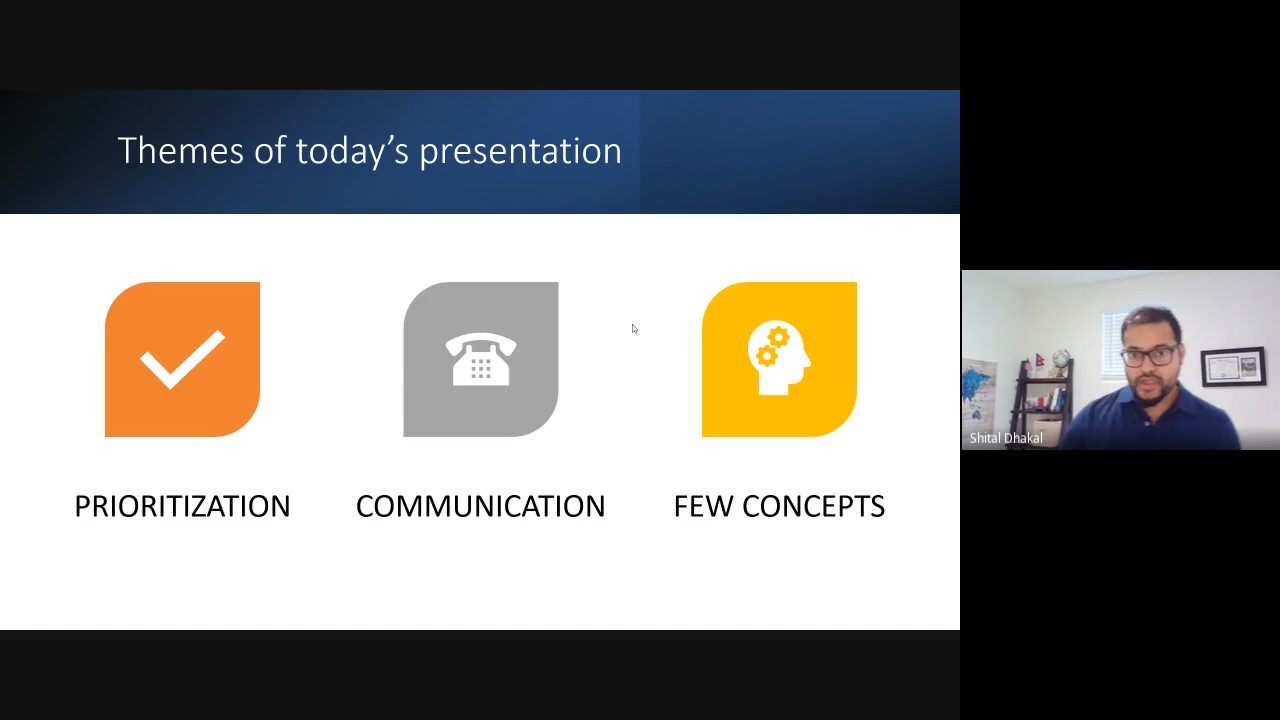 Themes of today's presentation
PRIORITIZATION
COMMUNICATION
FEW CONCEPTS
Shital Dhakal